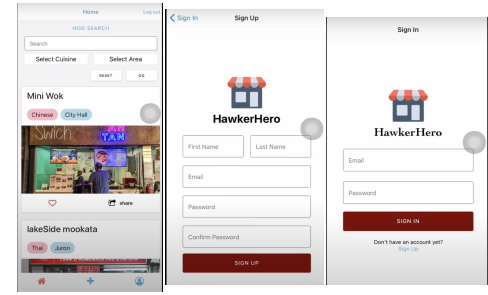 Home
Log out
HIDE SEARCH
Search
Select Cuisine
Select Area
RESET
GO
Mini Wok
Chinese
City Hall
Swich
TAN
share
lakeSide mookata
Thai
Juron
Sign In
Sign Up
HawkerHero
First Name
Last Name
Email
Password
Confirm Password
SIGN UP
Sign In
HawkerHero
Email
Password
SIGN IN
Don't have an account yet?
Sign Up